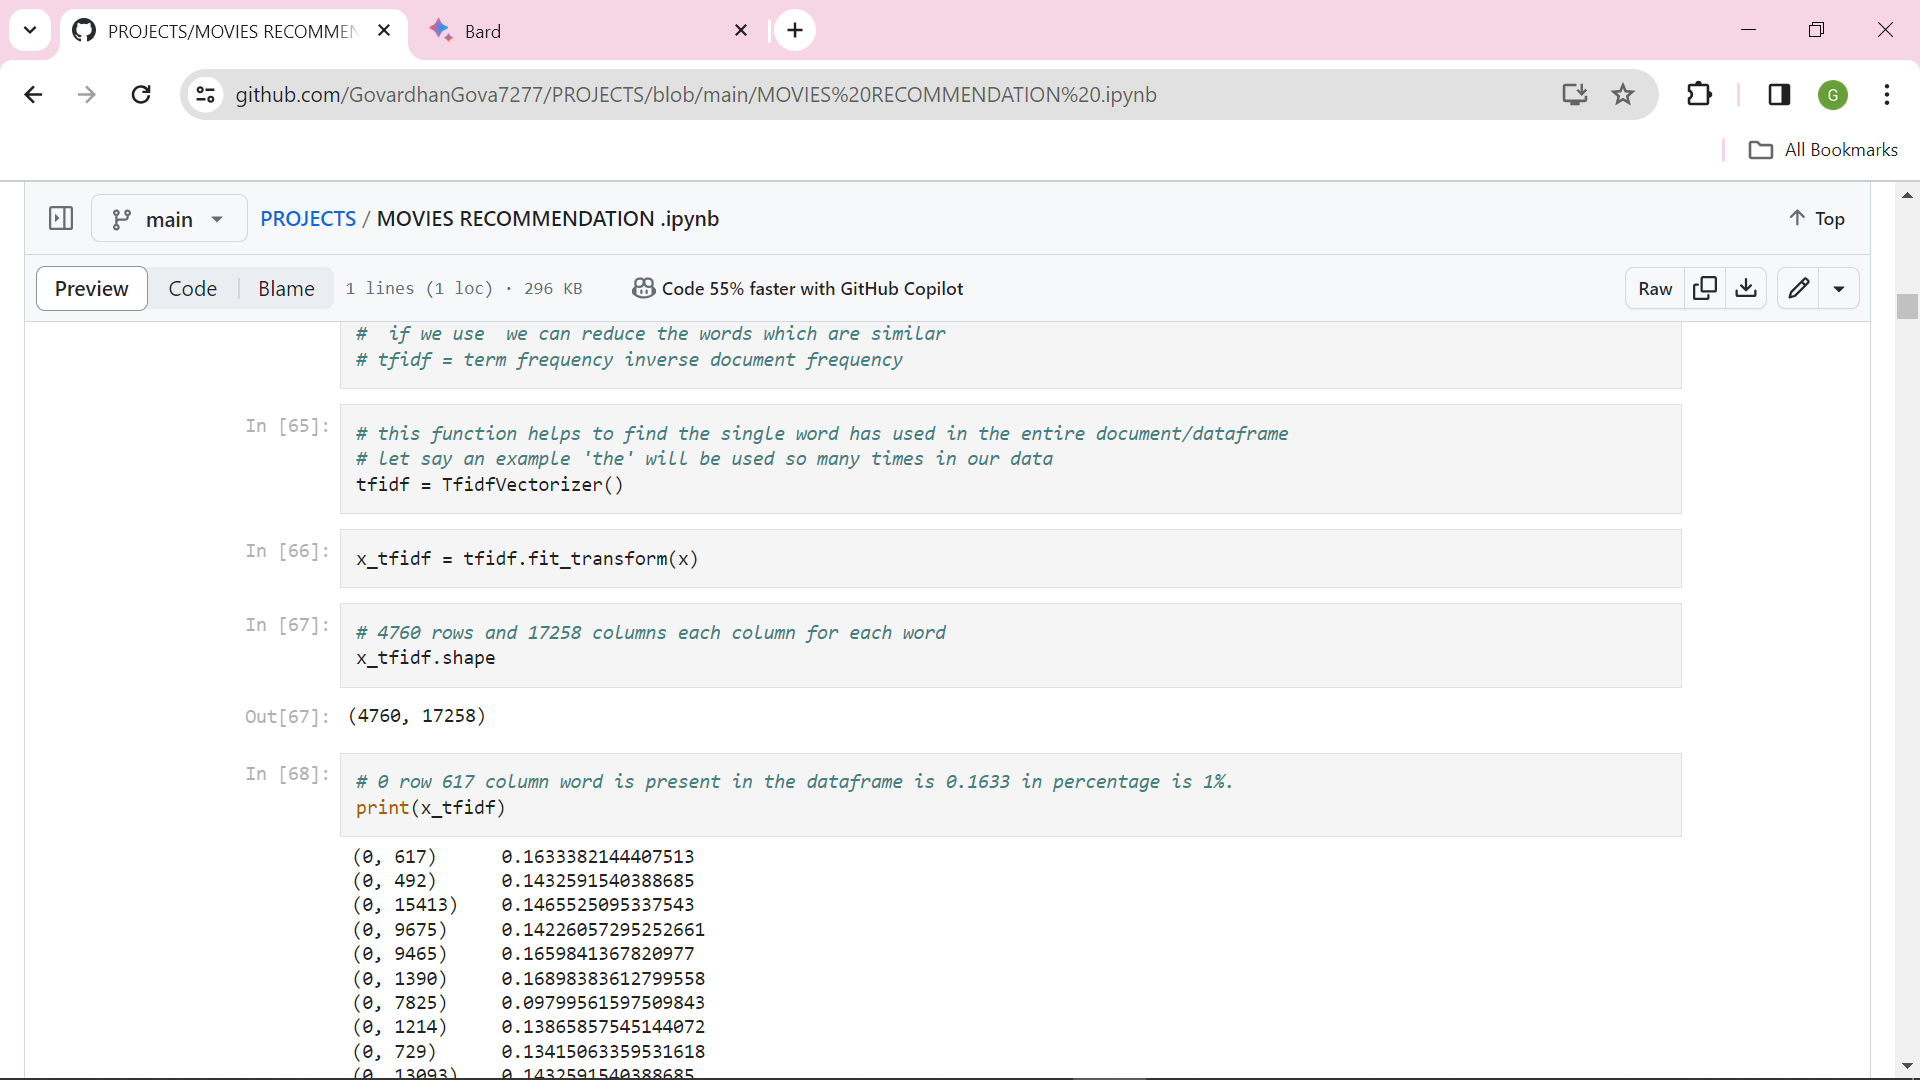 PROJECTS/MOVIES RECOMMEN
Bard
github.com/GovardhanGova7277/PROJECTS/blob/main/MOVIES%20RECOMMENDATION%20.ipynb
G
All Bookmarks
main
PROJECTS / MOVIES RECOMMENDATION .ipynb
Top
Preview Code Blame 1 lines (1 loc) · 296 KB Code 55% faster with GitHub Copilot Raw
#  if we use  we can reduce the words which are similar
# tfidf = term frequency inverse document frequency
In [65]:
# this function helps to find the single word has used in the entire document/dataframe
# let say an example 'the' will be used so many times in our data
tfidf = TfidfVectorizer()
In [66]:
x_tfidf = tfidf.fit_transform(x)
In [67]:
# 4760 rows and 17258 columns each column for each word
x_tfidf.shape
Out[67]: (4760, 17258)
In [68]:
# 0 row 617 column word is present in the dataframe is 0.1633 in percentage is 1%.
print(x_tfidf)
(0, 617) 0.1633382144407513
(0, 492) 0.1432591540388685
(0, 15413) 0.1465525095337543
(0, 9675) 0.14226057295252661
(0, 9465) 0.1659841367820977
(0, 1390) 0.16898383612799558
(0, 7825) 0.09799561597509843
(0, 1214) 0.13865857545144072
(0, 729) 0.13415063359531618
(0, 13093) 0.1432591540388685